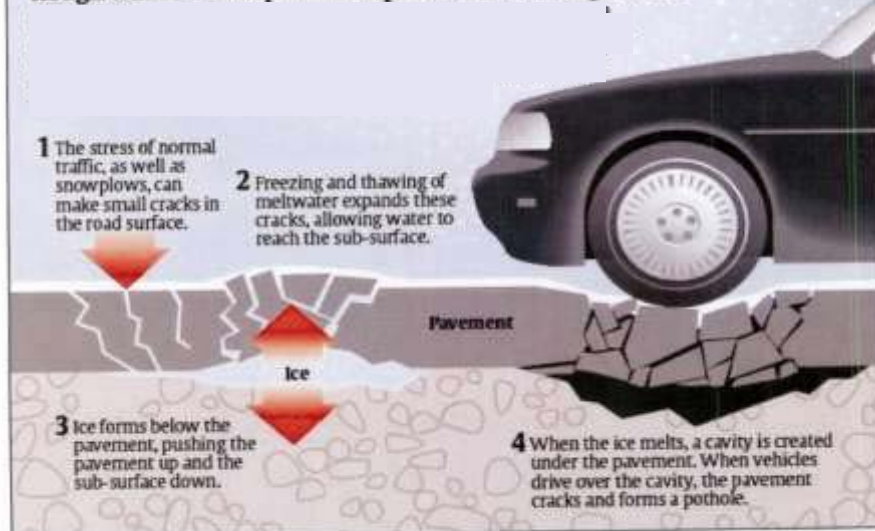 1 The stress of normal
traffic, as well as
snowplows, can
make small cracks in
the road surface.
2 Freezing and thawing of
meltwater expands these
cracks, allowing water to
reach the sub-surface.
Pavement
Ice
3 Ice forms below the
pavement, pushing the
pavement up and the
sub-surface down.
4 When the ice melts, a cavity is created
under the pavement. When vehicles
drive over the cavity, the pavement
cracks and forms a pothole.